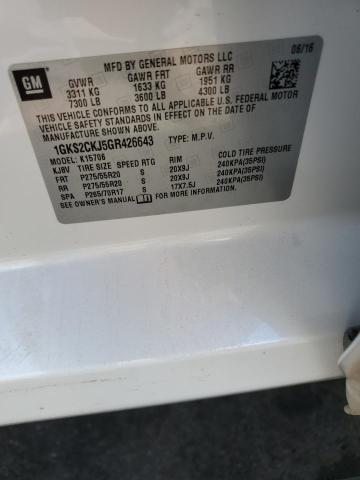 GM
MFD BY GENERAL MOTORS LLC
06/16
GVWR GAWR FRT GAWR RR
3311 KG 1633 KG 1951 KG
7300 LB 3600 LB 4300 LB
THIS VEHICLE CONFORMS TO ALL APPLICABLE U.S. FEDERAL MOTOR
VEHICLE SAFETY AND THEFT PREVENTION STANDARDS IN EFFECT ON THE DATE OF
MANUFACTURE SHOWN ABOVE.
1GKS2CKJ5GR426643 TYPE: M.P.V.
MODEL: K15706
KJ8V TIRE SIZE SPEED RTG RIM COLD TIRE PRESSURE
FRT P275/55R20 S 20X9J 240KPA(35PSI)
RR P275/55R20 S 20X9J 240KPA(35PSI)
SPA P265/70R17 S 17X7.5J 240KPA(35PSI)
SEE OWNER'S MANUAL FOR MORE INFORMATION.